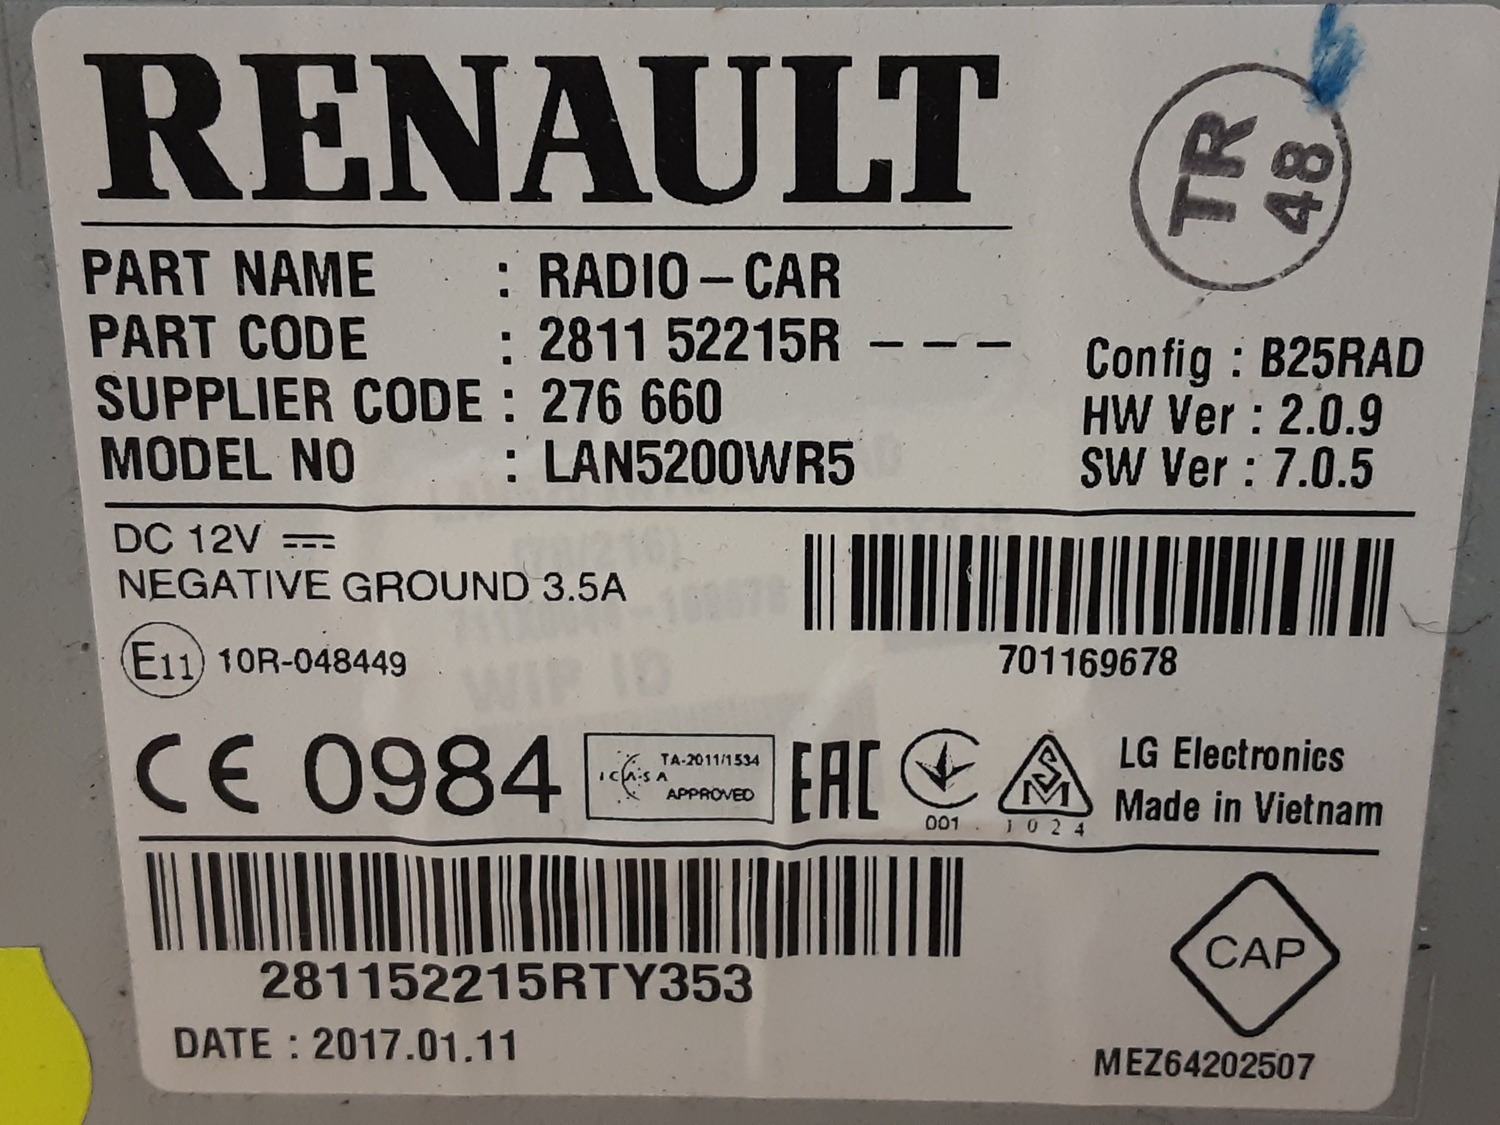 RENAULT
TR
48
PART NAME : RADIO-CAR
PART CODE : 2811 52215R ---
SUPPLIER CODE : 276 660
MODEL NO : LAN5200WR5
Config : B25RAD
HW Ver : 2.0.9
SW Ver : 7.0.5
DC 12V
NEGATIVE GROUND 3.5A
E11 10R-048449
701169678
CE 0984
ICASA
TA-2011/1534
APPROVED
EAC
001
SM
1024
LG Electronics
Made in Vietnam
281152215RTY353
DATE : 2017.01.11
CAP
MEZ64202507